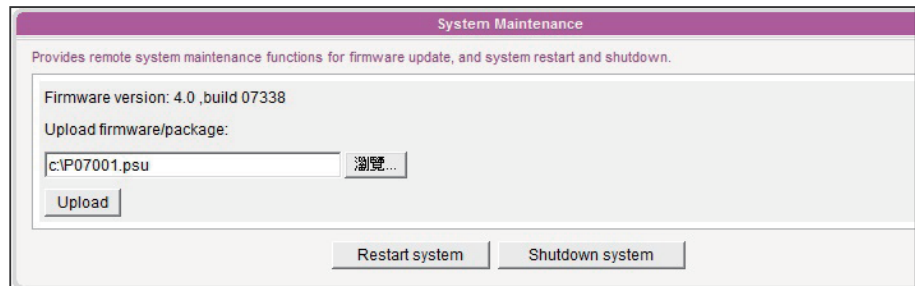 System Maintenance
Provides remote system maintenance functions for firmware update, and system restart and shutdown.
Firmware version: 4.0 ,build 07338
Upload firmware/package:
c:\P07001.psu 瀏覽...
Upload
Restart system Shutdown system